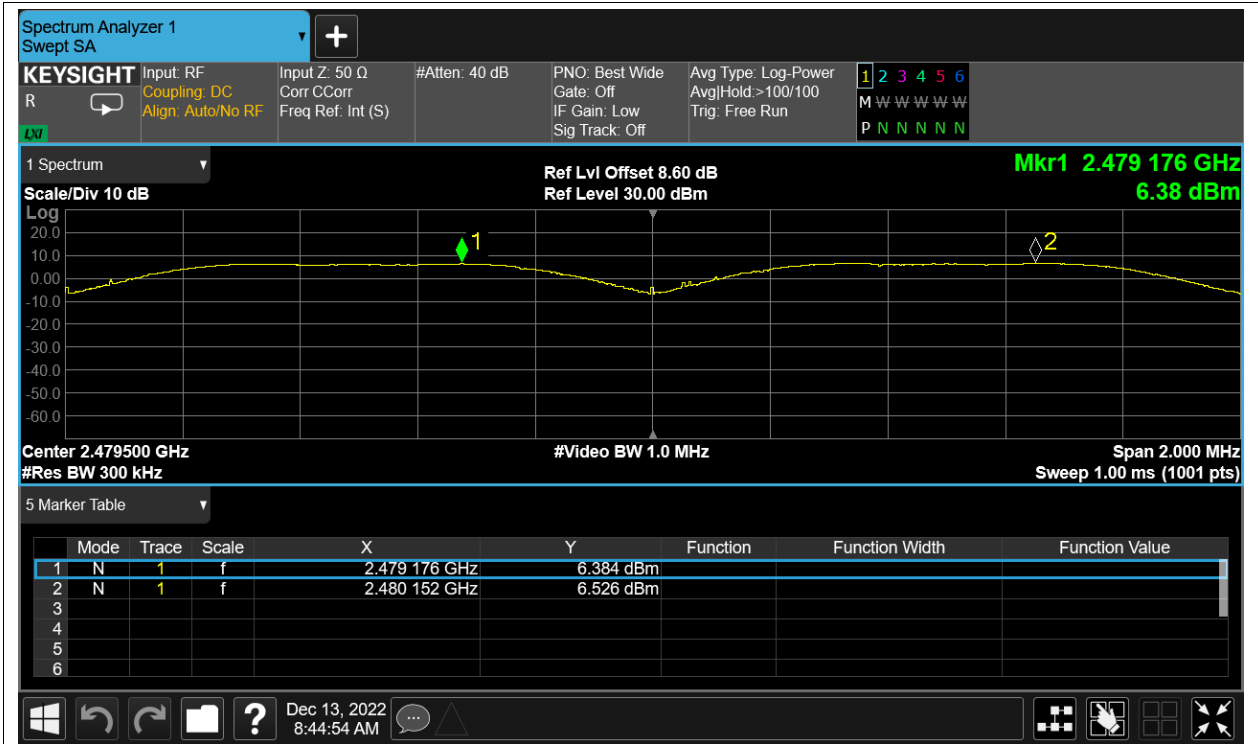 Spectrum Analyzer 1
Swept SA
KEYSIGHT Input: RF Input Z: 50 Ω #Atten: 40 dB PNO: Best Wide Avg Type: Log-Power 1 2 3 4 5 6
R Coupling: DC Corr CCorr Gate: Off Avg|Hold:>100/100 M W W W W W
Align: Auto/No RF Freq Ref: Int (S) IF Gain: Low Trig: Free Run
LXI Sig Track: Off P N N N N N
1 Spectrum Ref Lvl Offset 8.60 dB Mkr1 2.479 176 GHz
Scale/Div 10 dB Ref Level 30.00 dBm 6.38 dBm
Log
20.0 1
10.0 2
0.00
-10.0
-20.0
-30.0
-40.0
-50.0
-60.0
Center 2.479500 GHz #Video BW 1.0 MHz Span 2.000 MHz
#Res BW 300 kHz Sweep 1.00 ms (1001 pts)
5 Marker Table
Mode Trace Scale X Y Function Function Width Function Value
1 N 1 f 2.479 176 GHz 6.384 dBm
2 N 1 f 2.480 152 GHz 6.526 dBm
3
4
5
6
? Dec 13, 2022
8:44:54 AM